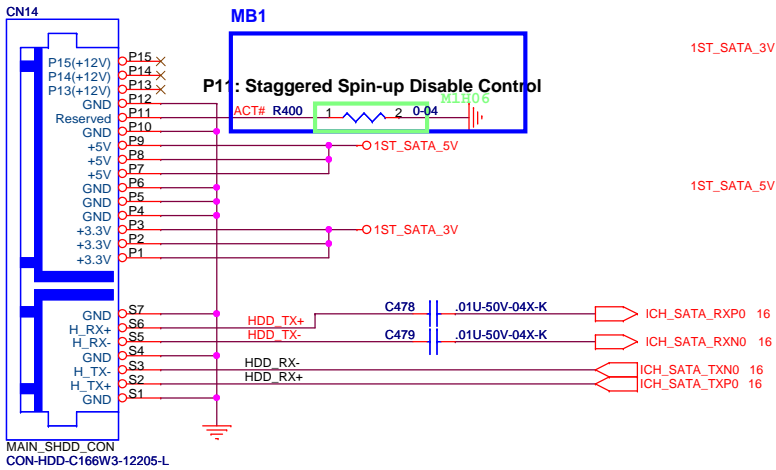 CN14
MB1
1ST_SATA_3V
P15(+12V) P15
P14(+12V) P14
P13(+12V) P13
P11: Staggered Spin-up Disable Control
GND P12
M1H06
Reserved P11 ACT# R400 1 2 0-04
GND P10
+5V P9
1ST_SATA_5V
+5V P8
+5V P7
GND P6
1ST_SATA_5V
GND P5
GND P4
+3.3V P3
1ST_SATA_3V
+3.3V P2
+3.3V P1
C478 .01U-50V-04X-K
GND S7
ICH_SATA_RXP0 16
H_RX+ S6 HDD_TX+
H_RX- S5 HDD_TX- C479 .01U-50V-04X-K
ICH_SATA_RXN0 16
GND S4
H_TX- S3 HDD_RX-
ICH_SATA_TXN0 16
H_TX+ S2 HDD_RX+
ICH_SATA_TXP0 16
GND S1
MAIN_SHDD_CON
CON-HDD-C166W3-12205-L